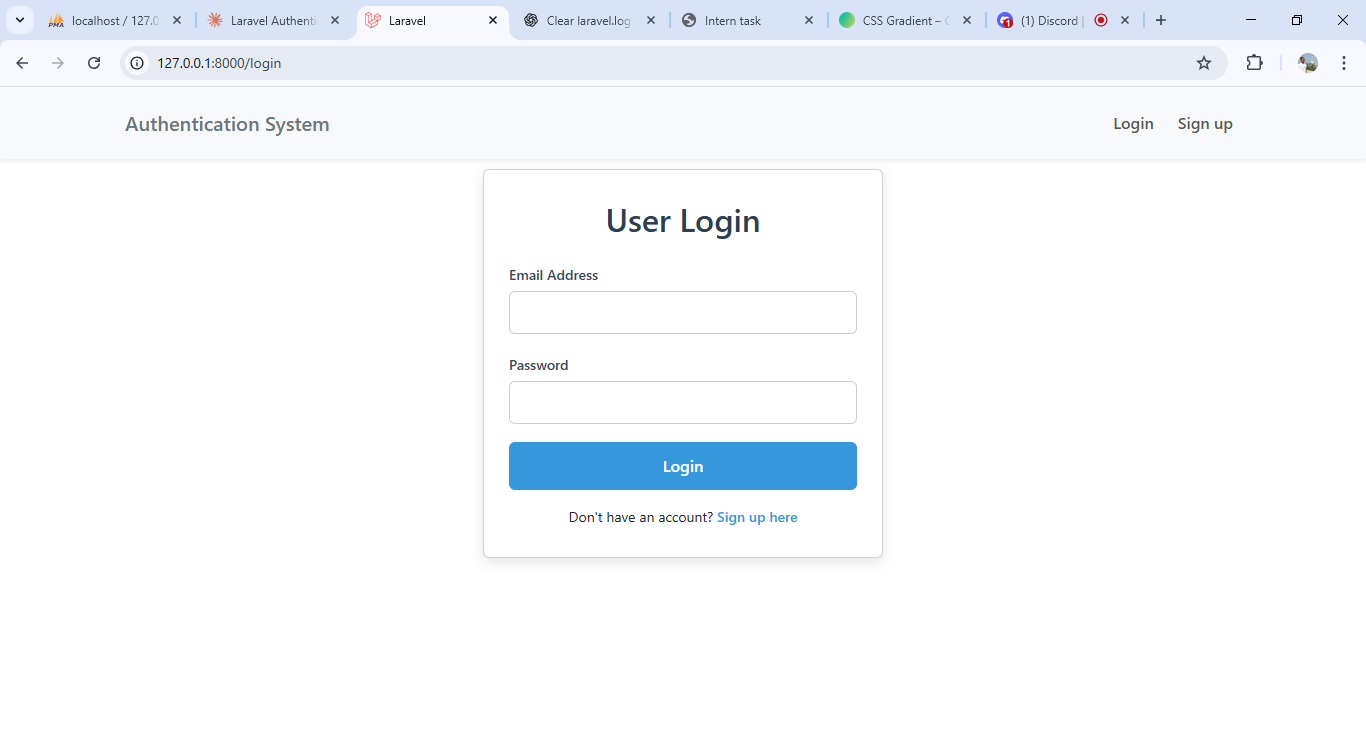 PMA localhost / 127.0
Laravel Authenti
Laravel
Clear laravel.log
Intern task
CSS Gradient –
(1) Discord |
127.0.0.1:8000/login
Authentication System
Login
Sign up
User Login
Email Address
Password
Login
Don't have an account? Sign up here